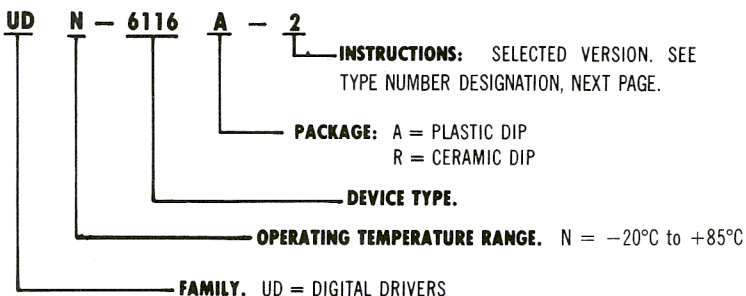 UD N – 6116 A – 2
INSTRUCTIONS: SELECTED VERSION. SEE
TYPE NUMBER DESIGNATION, NEXT PAGE.
PACKAGE: A = PLASTIC DIP
R = CERAMIC DIP
DEVICE TYPE.
OPERATING TEMPERATURE RANGE. N = −20°C to +85°C
FAMILY. UD = DIGITAL DRIVERS